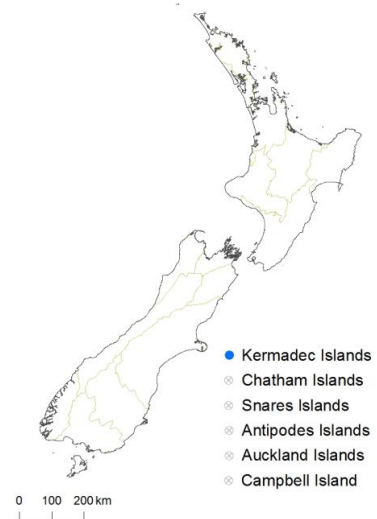 Kermadec Islands
Chatham Islands
Snares Islands
Antipodes Islands
Auckland Islands
Campbell Island
0 100 200 km